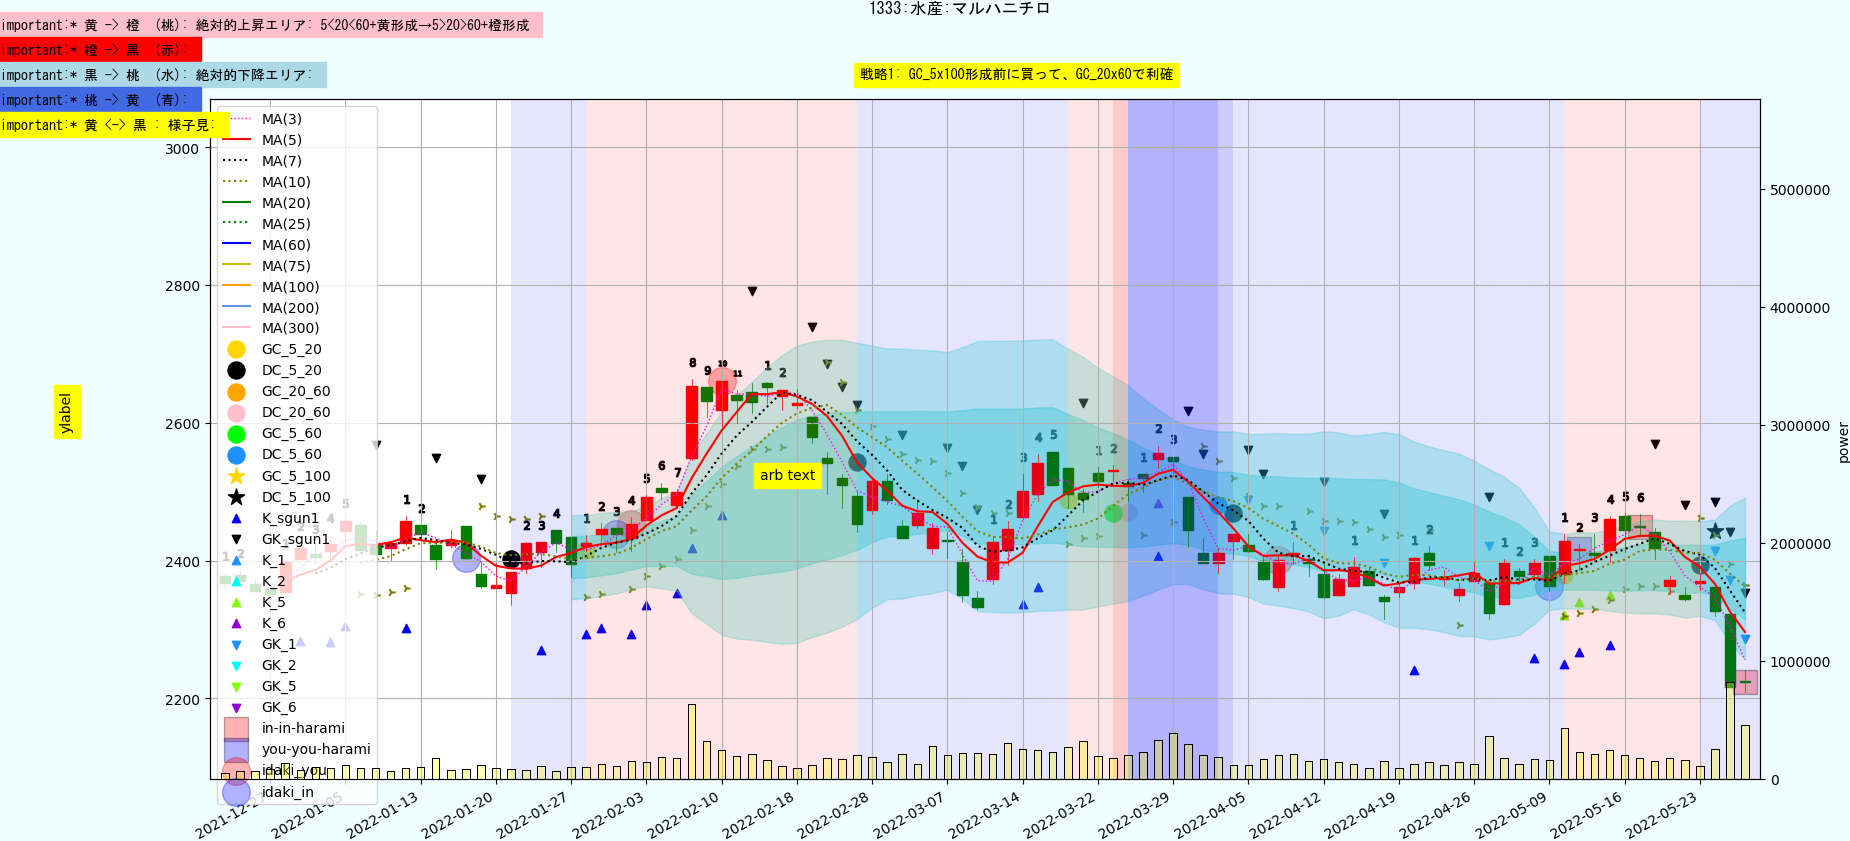 1333:水産:マルハニチロ
important:* 黄 -> 橙 (桃): 絶対的上昇エリア: 5<20<60+黄形成→5>20>60+橙形成
important:* 橙 -> 黒 (赤):
important:* 黒 -> 桃 (水): 絶対的下降エリア:
戦略1: GC_5x100形成前に買って、GC_20x60で利確
important:* 桃 -> 黄 (青):
important:* 黄 <-> 黒 : 様子見:
MA(3)
MA(5)
MA(7)
MA(10)
MA(20)
MA(25)
MA(60)
MA(75)
MA(100)
MA(200)
MA(300)
GC_5_20
DC_5_20
GC_20_60
DC_20_60
GC_5_60
DC_5_60
GC_5_100
DC_5_100
K_sgun1
GK_sgun1
K_1
K_2
K_5
K_6
GK_1
GK_2
GK_5
GK_6
in-in-harami
you-you-harami
idaki_you
idaki_in
3000
2800
2600
2400
2200
ylabel
arb text
5000000
4000000
3000000
2000000
1000000
0
power
2021-12-27
2022-01-05
2022-01-13
2022-01-20
2022-01-27
2022-02-03
2022-02-10
2022-02-18
2022-02-28
2022-03-07
2022-03-14
2022-03-22
2022-03-29
2022-04-05
2022-04-12
2022-04-19
2022-04-26
2022-05-09
2022-05-16
2022-05-23